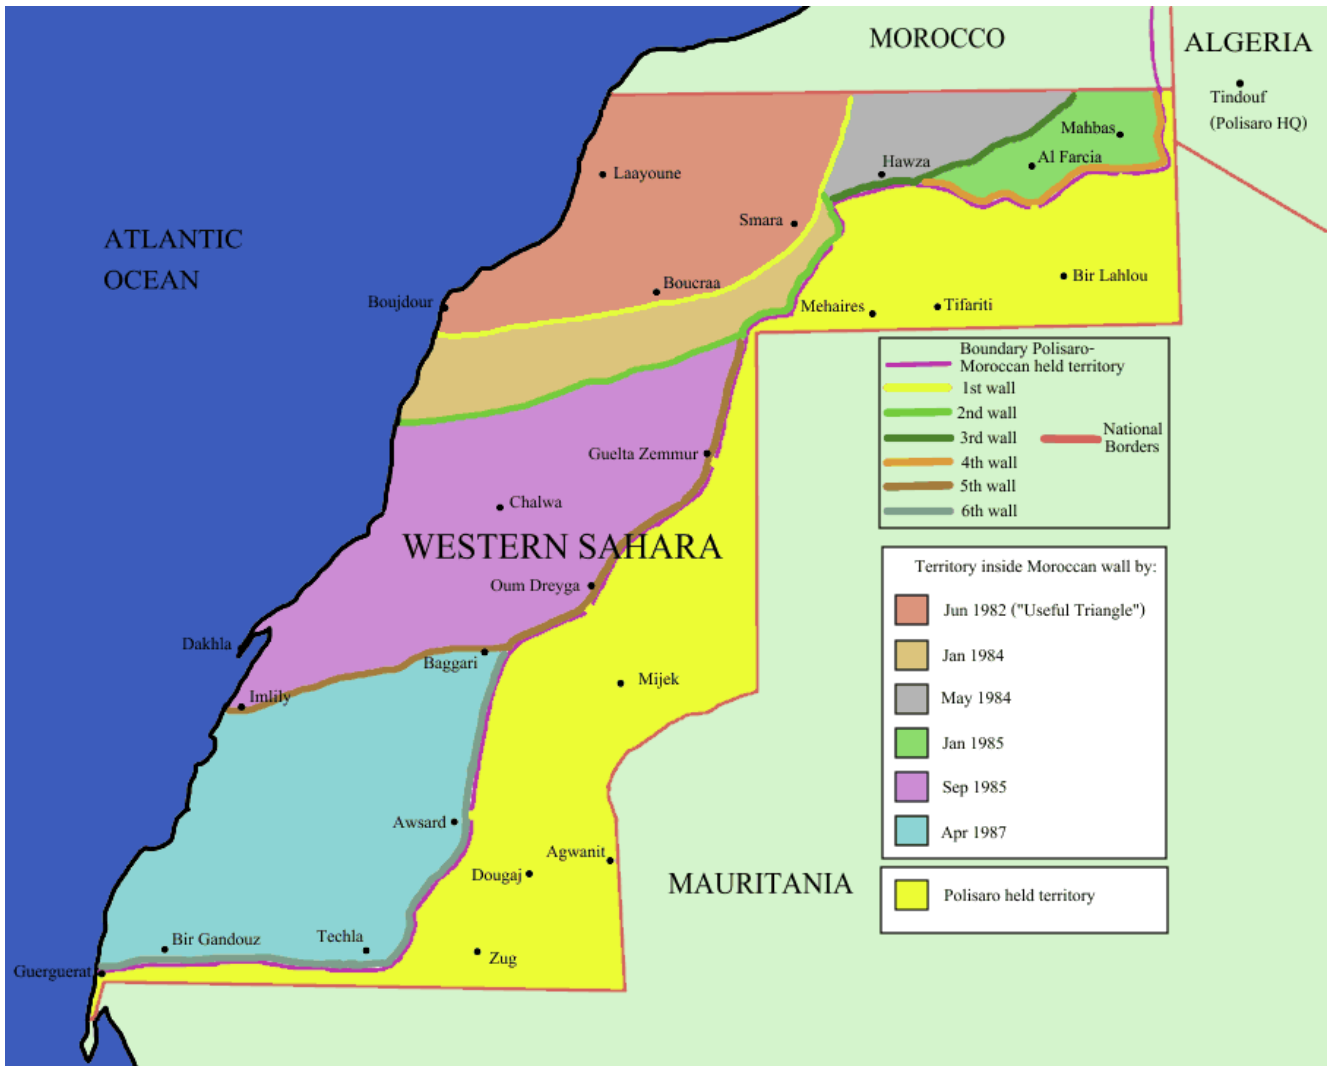 MOROCCO
ALGERIA
Tindouf
(Polisaro HQ)
Mahbas
Al Farcia
Hawza
Laayoune
Smara
ATLANTIC
OCEAN
Boucraa
Bir Lahlou
Boujdour
Mehaires
Tifariti
Boundary Polisaro-
Moroccan held territory
1st wall
2nd wall
3rd wall
4th wall
5th wall
6th wall
National
Borders
Guelta Zemmur
Chalwa
WESTERN SAHARA
Oum Dreyga
Territory inside Moroccan wall by:
Jun 1982 ("Useful Triangle")
Jan 1984
May 1984
Jan 1985
Sep 1985
Apr 1987
Polisaro held territory
Dakhla
Baggari
Mijek
Imlily
Awsard
Agwanit
Dougaj
MAURITANIA
Bir Gandouz
Techla
Zug
Guerguerat